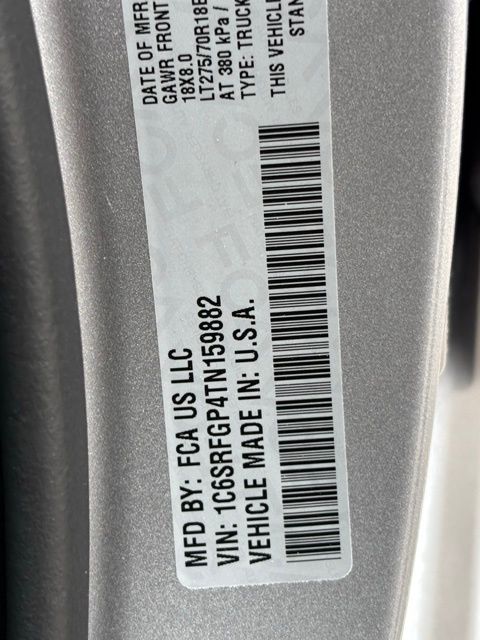 MFD BY: FCA US LLC
DATE OF MFR
GAWR FRONT
18X8.0
LT275/70R18E
AT 380 kPa /
TYPE: TRUCK
VIN: 1C6SRFGP4TN159882
THIS VEHICLE
STAN
VEHICLE MADE IN: U.S.A.